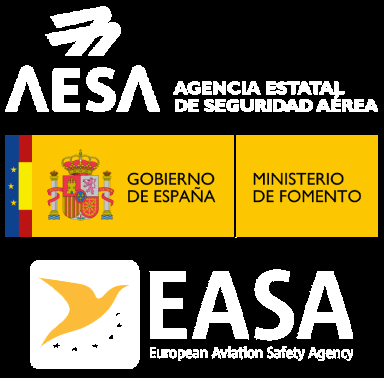 AESA AGENCIA ESTATAL
DE SEGURIDAD AÉREA
GOBIERNO
DE ESPAÑA
MINISTERIO
DE FOMENTO
EASA
European Aviation Safety Agency